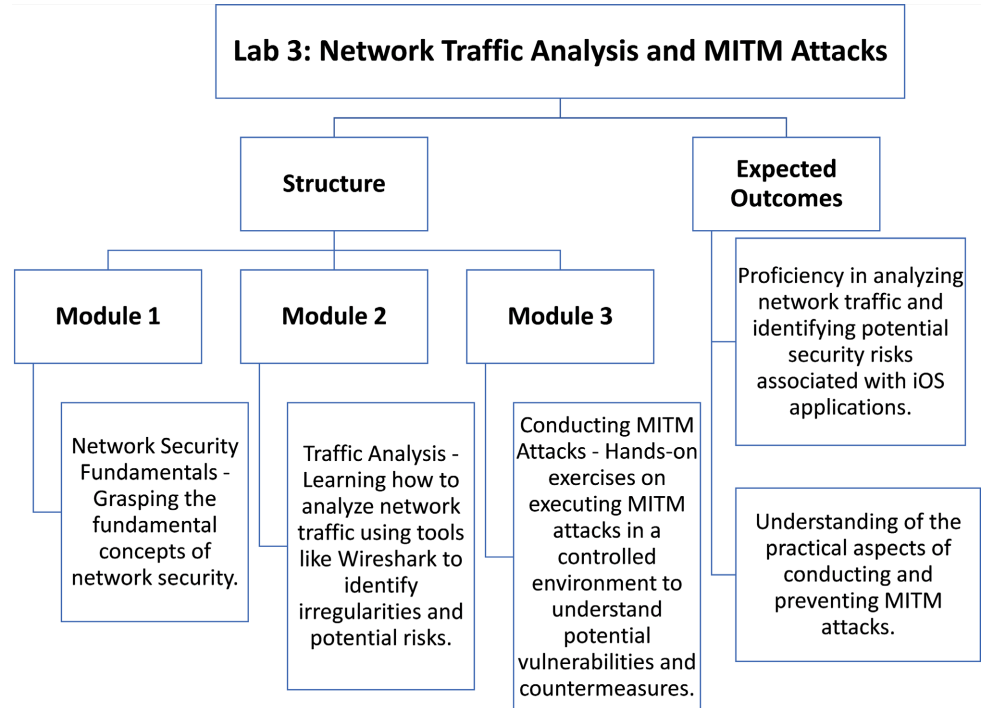 Lab 3: Network Traffic Analysis and MITM Attacks
Structure
Expected
Outcomes
Module 1
Module 2
Module 3
Network Security
Fundamentals -
Grasping the
fundamental
concepts of
network security.
Traffic Analysis -
Learning how to
analyze network
traffic using tools
like Wireshark to
identify
irregularities and
potential risks.
Conducting MITM
Attacks - Hands-on
exercises on
executing MITM
attacks in a
controlled
environment to
understand
potential
vulnerabilities and
countermeasures.
Proficiency in analyzing
network traffic and
identifying potential
security risks
associated with iOS
applications.
Understanding of the
practical aspects of
conducting and
preventing MITM
attacks.